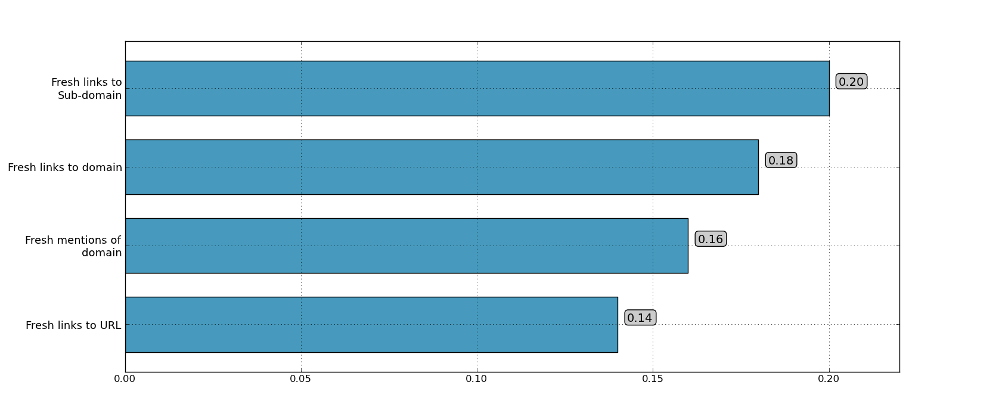 Fresh links to
Sub-domain
0.20
Fresh links to domain
0.18
Fresh mentions of
domain
0.16
Fresh links to URL
0.14
0.00 0.05 0.10 0.15 0.20